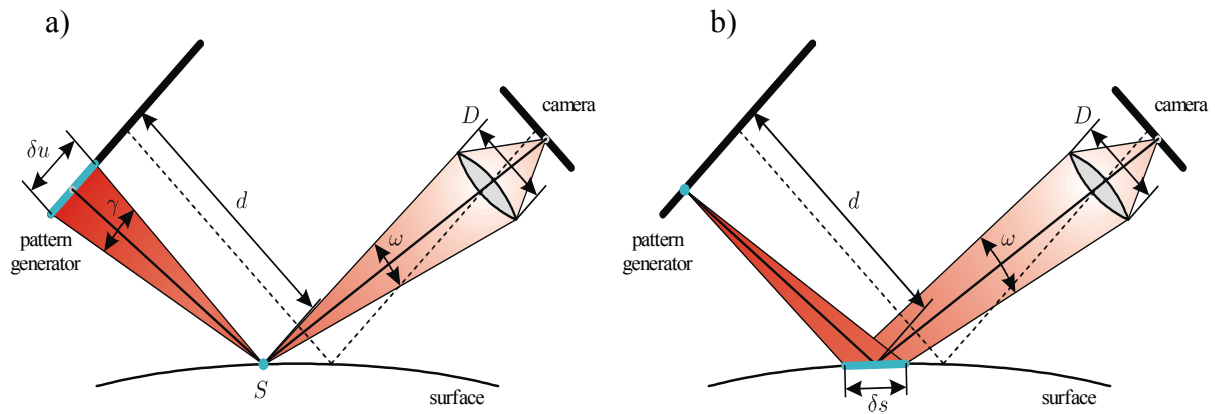 a)
b)
D
camera
δu
d
γ
ω
pattern
generator
S
surface
D
camera
d
ω
pattern
generator
δs
surface